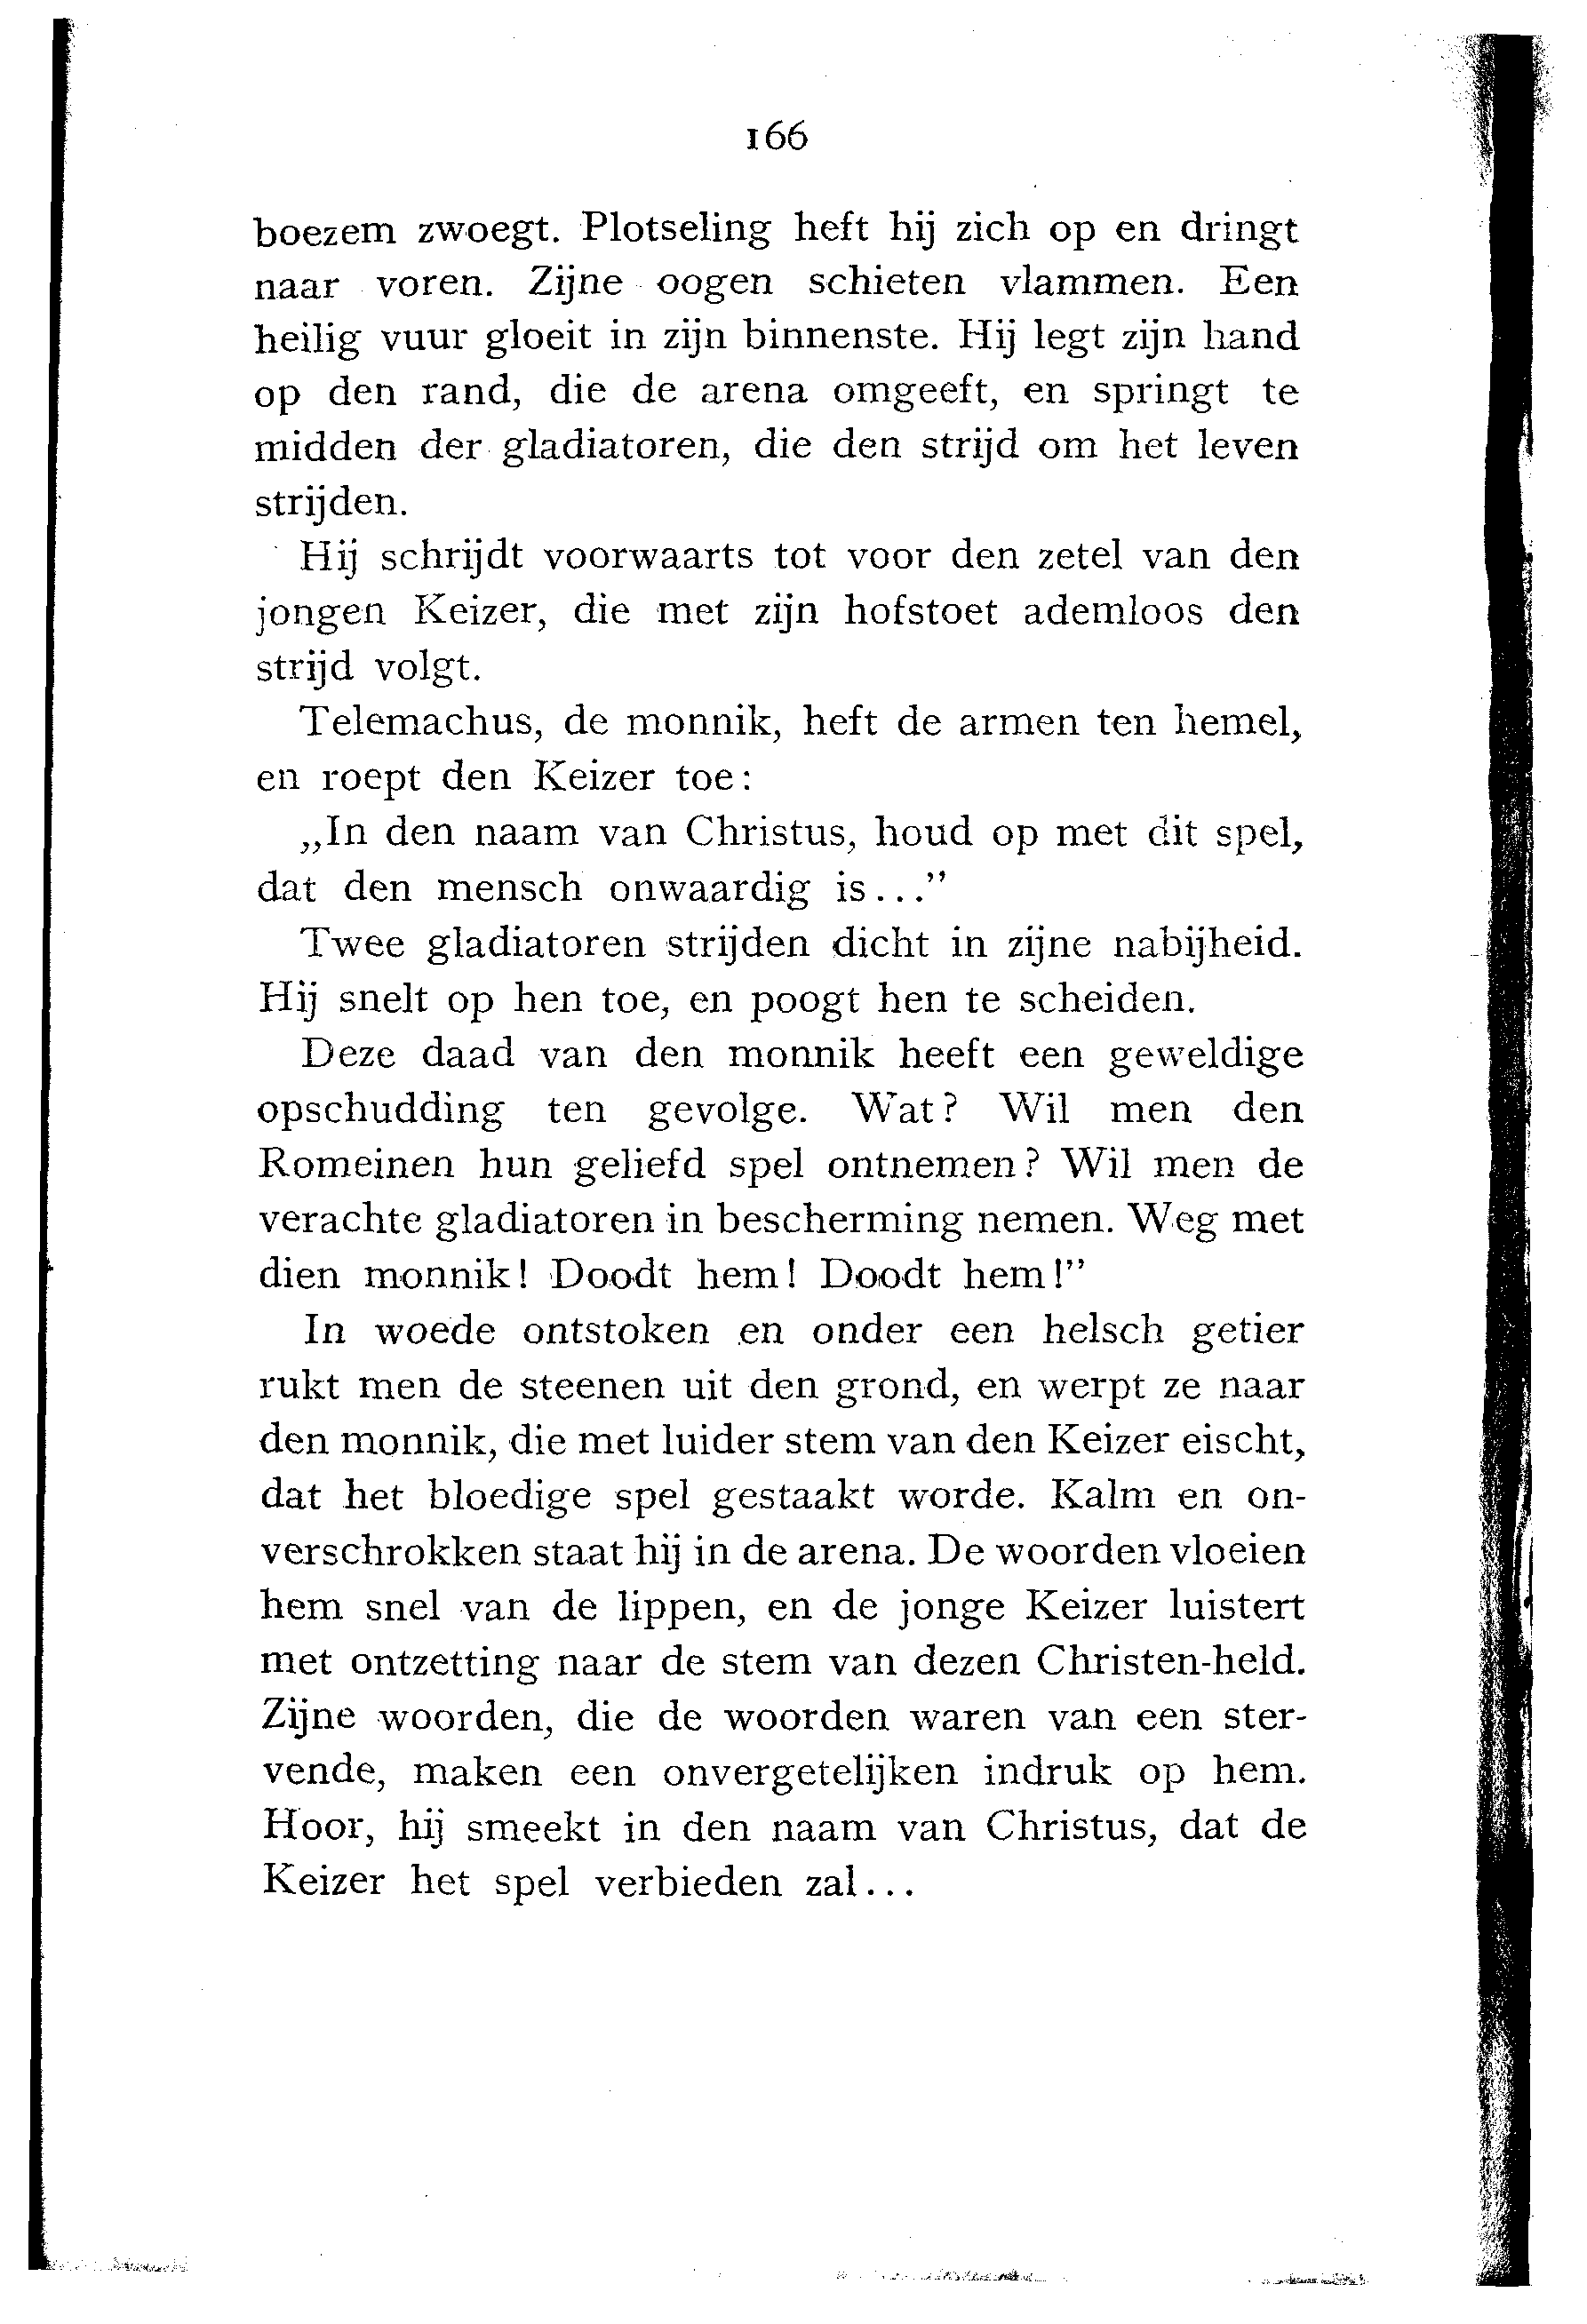 166
boezem zwoegt. Plotseling heft hij zich op en dringt
naar voren. Zijne oogen schieten vlammen. Een
heilig vuur gloeit in zijn binnenste. Hij legt zijn hand
op den rand, die de arena omgeeft, en springt te
midden der gladiatoren, die den strijd om het leven
strijden.
Hij schrijdt voorwaarts tot voor den zetel van den
jongen Keizer, die met zijn hofstoet ademloos den
strijd volgt.
Telemachus, de monnik, heft de armen ten hemel,
en roept den Keizer toe:
„In den naam van Christus, houd op met dit spel,
dat den mensch onwaardig is..."
Twee gladiatoren strijden dicht in zijne nabijheid.
Hij snelt op hen toe, en poogt hen te scheiden.
Deze daad van den monnik heeft een geweldige
opschudding ten gevolge. Wat? Wil men den
Romeinen hun geliefd spel ontnemen? Wil men de
verachte gladiatoren in bescherming nemen. Weg met
dien monnik! Doodt hem! Doodt hem!"
In woede ontstoken en onder een helsch getier
rukt men de steenen uit den grond, en werpt ze naar
den monnik, die met luider stem van den Keizer eischt,
dat het bloedige spel gestaakt worde. Kalm en on-
verschrokken staat hij in de arena. De woorden vloeien
hem snel van de lippen, en de jonge Keizer luistert
met ontzetting naar de stem van dezen Christen-held.
Zijne woorden, die de woorden waren van een ster-
vende, maken een onvergetelijken indruk op hem.
Hoor, hij smeekt in den naam van Christus, dat de
Keizer het spel verbieden zal...